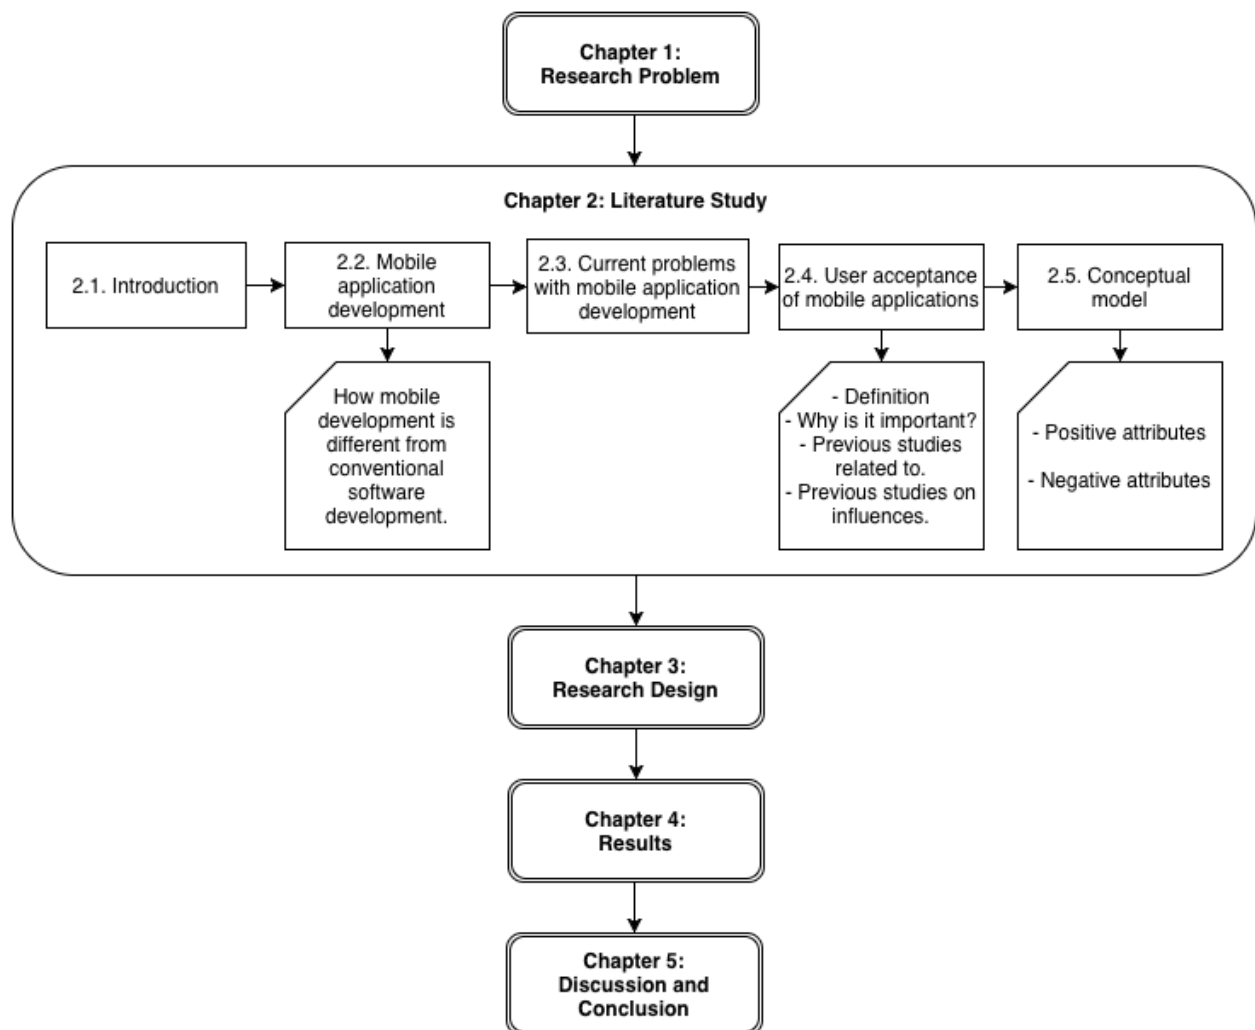 Chapter 1:
Research Problem
Chapter 2: Literature Study
2.1. Introduction
2.2. Mobile
application
development
2.3. Current problems
with mobile application
development
2.4. User acceptance
of mobile applications
2.5. Conceptual
model
How mobile
development is
different from
conventional
software
development.
- Definition
- Why is it important?
- Previous studies
related to.
- Previous studies on
influences.
- Positive attributes
- Negative attributes
Chapter 3:
Research Design
Chapter 4:
Results
Chapter 5:
Discussion and
Conclusion